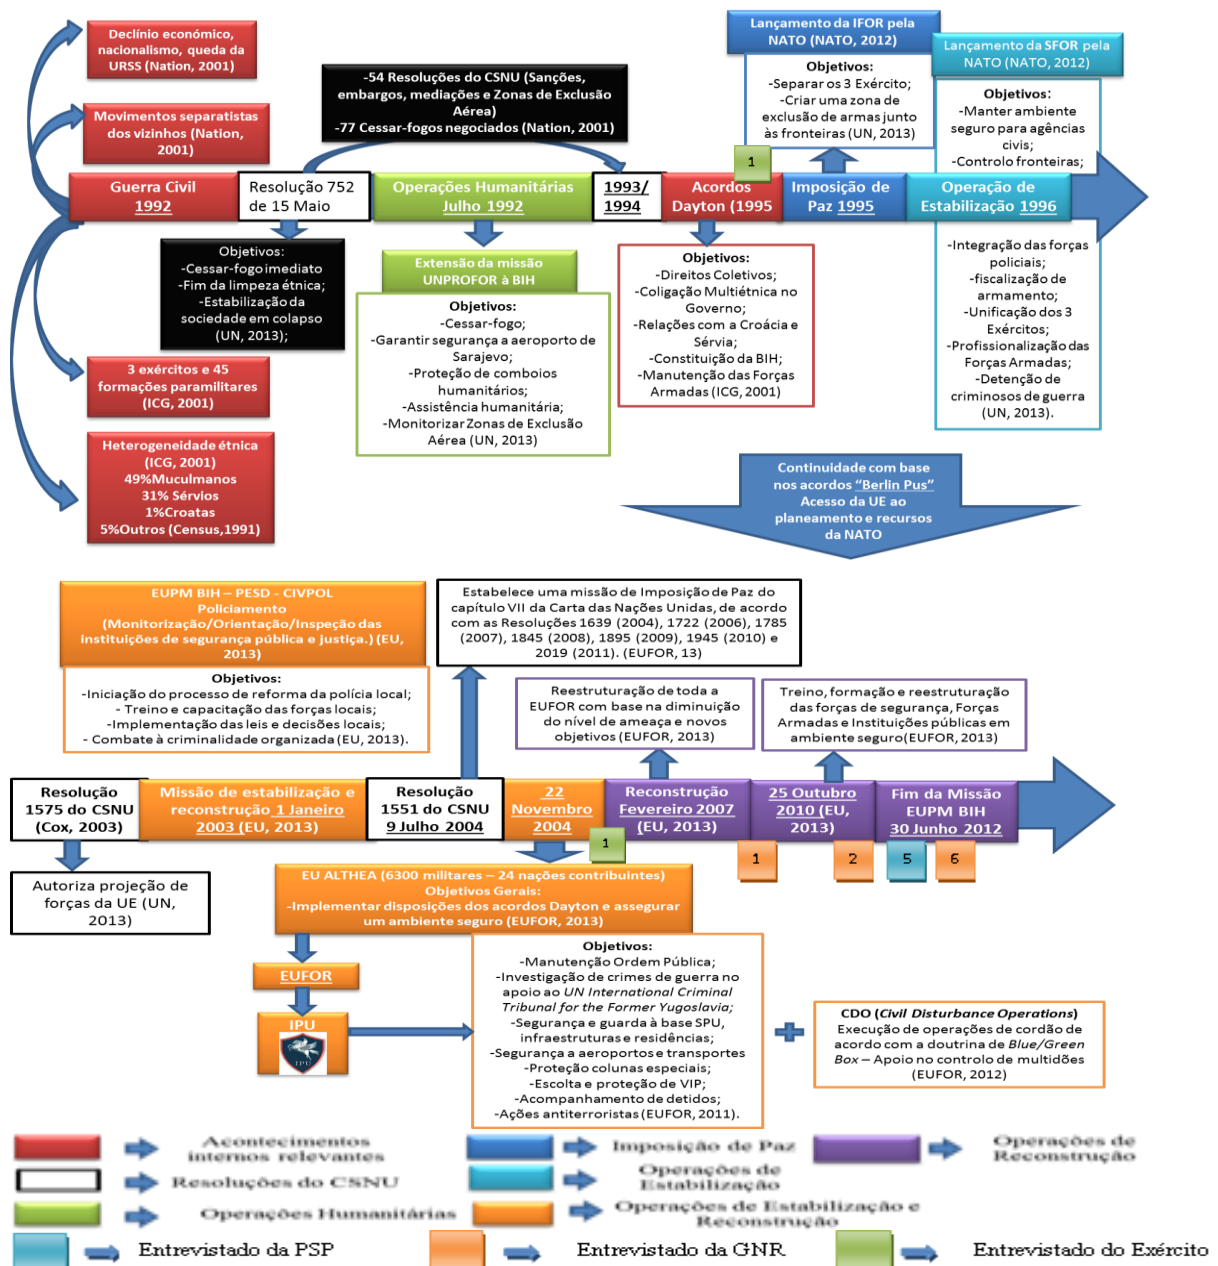 Declínio económico,
nacionalismo, queda da
URSS (Nation, 2001)
Movimentos separatistas
dos vizinhos (Nation,
2001)
-54 Resoluções do CSNU (Sanções,
embargos, mediações e Zonas de Exclusão
Aérea)
-77 Cessar-fogos negociados (Nation, 2001)
Lançamento da IFOR pela
NATO (NATO, 2012)
Objetivos:
-Separar os 3 Exército;
-Criar uma zona de
exclusão de armas junto
às fronteiras (UN, 2013)
Lançamento da SFOR pela
NATO (NATO, 2012)
Objetivos:
-Manter ambiente
seguro para agências
civis;
-Controlo fronteiras;
1
Guerra Civil
1992
Resolução 752
de 15 Maio
Operações Humanitárias
Julho 1992
1993/
1994
Acordos
Dayton (1995
Imposição de
Paz 1995
Operação de
Estabilização 1996
Objetivos:
-Cessar-fogo imediato
-Fim da limpeza étnica;
-Estabilização da
sociedade em colapso
(UN, 2013);
Extensão da missão
UNPROFOR à BIH
Objetivos:
-Cessar-fogo;
-Garantir segurança a aeroporto de
Sarajevo;
-Proteção de comboios
humanitários;
-Assistência humanitária;
-Monitorizar Zonas de Exclusão
Aérea (UN, 2013)
Objetivos:
-Direitos Coletivos;
-Coligação Multiétnica no
Governo;
-Relações com a Croácia e
Sérvia;
-Constituição da BIH;
-Manutenção das Forças
Armadas (ICG, 2001)
-Integração das forças
policiais;
-fiscalização de
armamento;
-Unificação dos 3
Exércitos;
-Profissionalização das
Forças Armadas;
-Detenção de
criminosos de guerra
(UN, 2013).
3 exércitos e 45
formações paramilitares
(ICG, 2001)
Heterogeneidade étnica
(ICG, 2001)
49%Muculmanos
31% Sérvios
1%Croatas
5%Outros (Census,1991)
Continuidade com base
nos acordos “Berlin Pus”
Acesso da UE ao
planeamento e recursos
da NATO
EUPM BIH – PESD - CIVPOL
Policiamento
(Monitorização/Orientação/Inspeção das
instituições de segurança pública e justiça.) (EU,
2013)
Objetivos:
-Iniciação do processo de reforma da polícia local;
- Treino e capacitação das forças locais;
-Implementação das leis e decisões locais;
- Combate à criminalidade organizada (EU, 2013).
Estabelece uma missão de Imposição de Paz do
capítulo VII da Carta das Nações Unidas, de acordo
com as Resoluções 1639 (2004), 1722 (2006), 1785
(2007), 1845 (2008), 1895 (2009), 1945 (2010) e
2019 (2011). (EUFOR, 13)
Reestruturação de toda a
EUFOR com base na diminuição
do nível de ameaça e novos
objetivos (EUFOR, 2013)
Treino, formação e reestruturação
das forças de segurança, Forças
Armadas e Instituições públicas em
ambiente seguro(EUFOR, 2013)
Resolução
1575 do CSNU
(Cox, 2003)
Missão de estabilização e
reconstrução 1 Janeiro
2003 (EU, 2013)
Resolução
1551 do CSNU
9 Julho 2004
22
Novembro
2004
Reconstrução
Fevereiro 2007
(EU, 2013)
25 Outubro
2010 (EU,
2013)
Fim da Missão
EUPM BIH
30 Junho 2012
1
1
2
5
6
Autoriza projeção de
forças da UE (UN,
2013)
EU ALTHEA (6300 militares – 24 nações contribuintes)
Objetivos Gerais:
-Implementar disposições dos acordos Dayton e assegurar
um ambiente seguro (EUFOR, 2013)
EUFOR
IPU
IPU
Objetivos:
-Manutenção Ordem Pública;
-Investigação de crimes de guerra no
apoio ao UN International Criminal
Tribunal for the Former Yugoslavia;
-Segurança e guarda à base SPU,
infraestruturas e residências;
-Segurança a aeroportos e transportes
-Proteção colunas especiais;
-Escolta e proteção de VIP;
-Acompanhamento de detidos;
-Ações antiterroristas (EUFOR, 2011).
CDO (Civil Disturbance Operations)
Execução de operações de cordão de
acordo com a doutrina de Blue/Green
Box – Apoio no controlo de multidões
(EUFOR, 2012)
Acontecimentos
internos relevantes
Imposição de Paz
Operações de
Reconstrução
Resoluções do CSNU
Operações de
Estabilização
Operações Humanitárias
Operações de Estabilização e
Reconstrução
Entrevistado da PSP
Entrevistado da GNR
Entrevistado do Exército